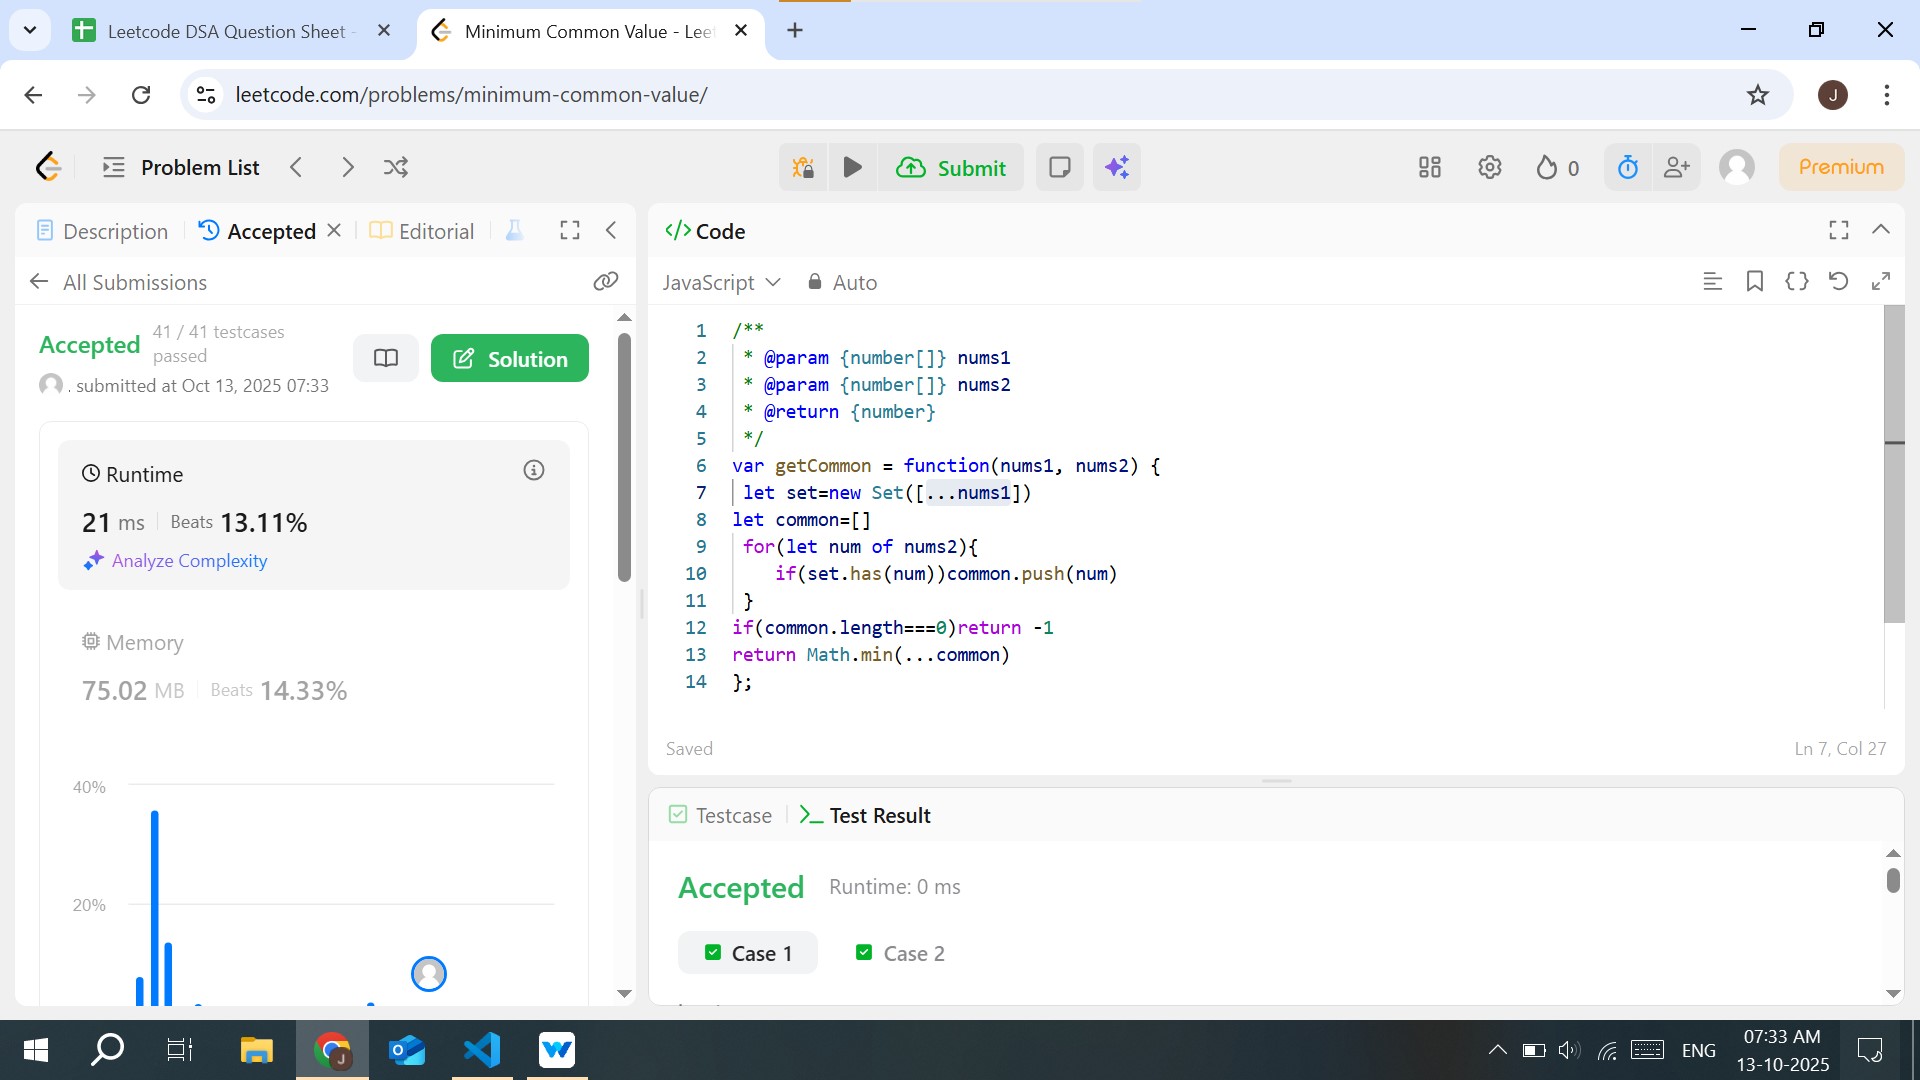 Leetcode DSA Question Sheet -
Minimum Common Value - Leet
leetcode.com/problems/minimum-common-value/
J
Problem List
Submit
0
Premium
Description
Accepted
Editorial
All Submissions
Accepted
41 / 41 testcases
passed
. submitted at Oct 13, 2025 07:33
Solution
Runtime
21 ms
Beats 13.11%
Analyze Complexity
Memory
75.02 MB
Beats 14.33%
40%
20%
</> Code
JavaScript
Auto
1 /**
2 * @param {number[]} nums1
3 * @param {number[]} nums2
4 * @return {number}
5 */
6 var getCommon = function(nums1, nums2) {
7 let set=new Set([...nums1])
8 let common=[]
9 for(let num of nums2){
10 if(set.has(num))common.push(num)
11 }
12 if(common.length===0)return -1
13 return Math.min(...common)
14 };
Saved
Ln 7, Col 27
Testcase
Test Result
Accepted
Runtime: 0 ms
Case 1
Case 2
J
ENG
07:33 AM
13-10-2025